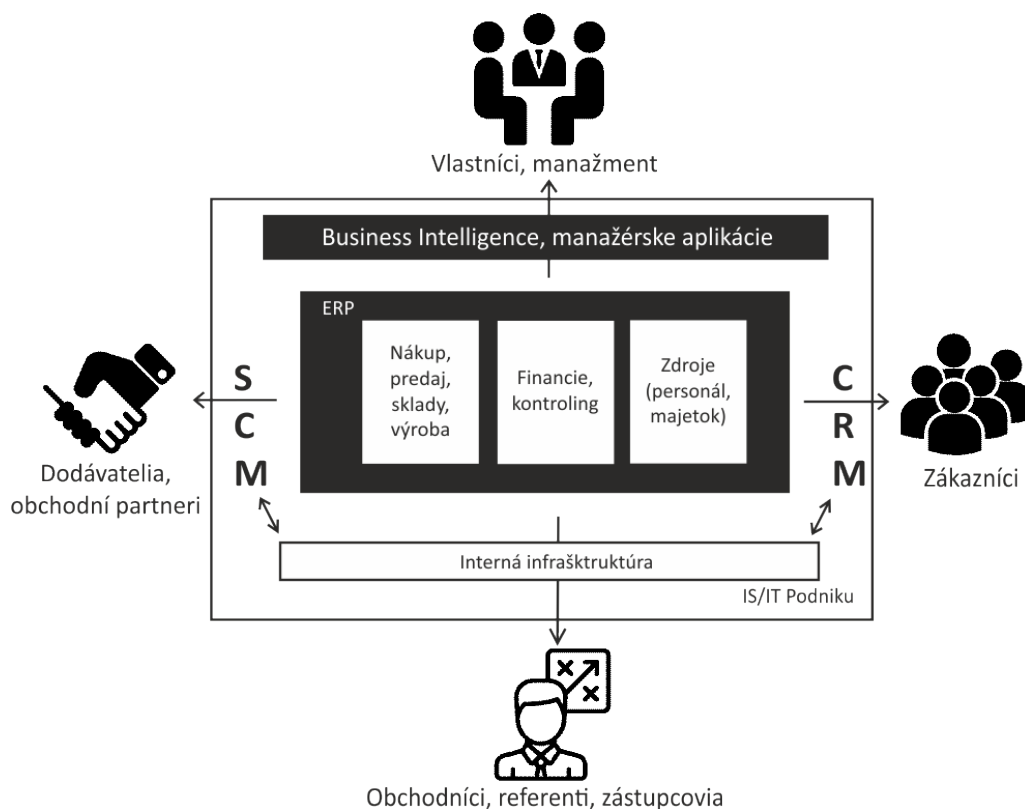 Vlastníci, manažment
Business Intelligence, manažérske aplikácie
ERP
Nákup,
predaj,
sklady,
výroba
Financie,
kontroling
Zdroje
(personál,
majetok)
S
C
M
C
R
M
Dodávatelia,
obchodní partneri
Zákazníci
Interná infraštruktúra
IS/IT Podniku
Obchodníci, referenti, zástupcovia